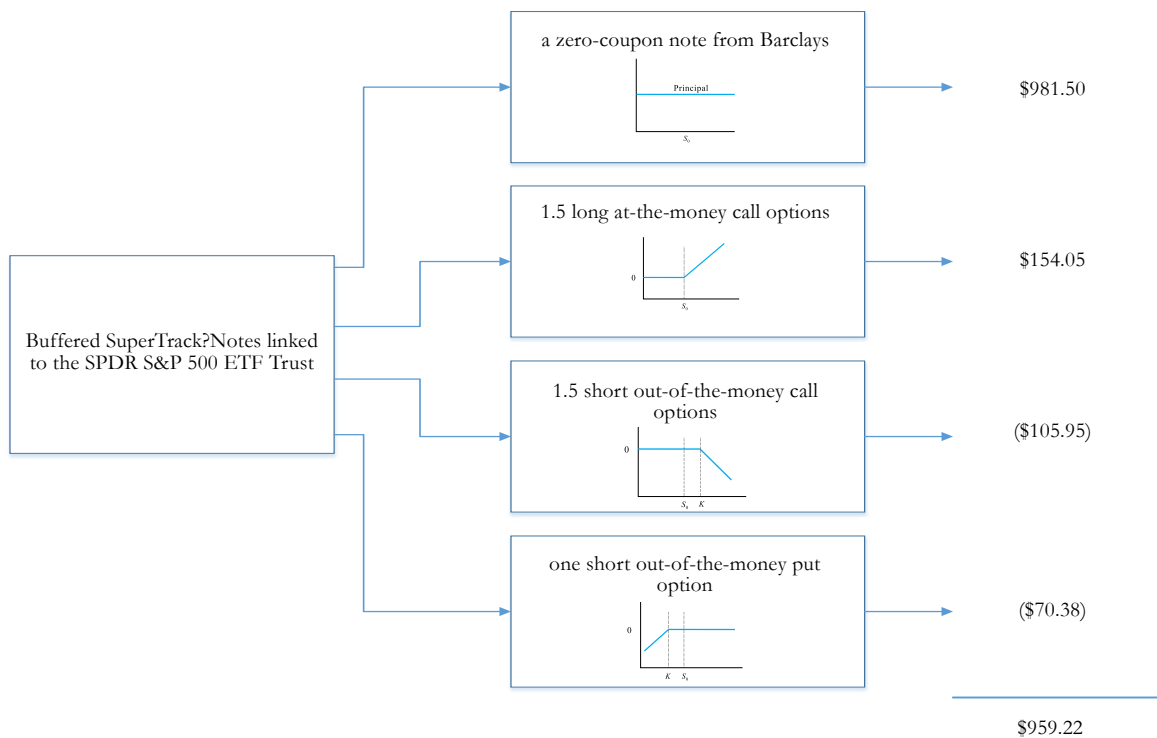 a zero-coupon note from Barclays
Principal
S0
$981.50
1.5 long at-the-money call options
0
S0
$154.05
Buffered SuperTrack?Notes linked
to the SPDR S&P 500 ETF Trust
1.5 short out-of-the-money call
options
0
S0 K
($105.95)
one short out-of-the-money put
option
0
K S0
($70.38)
$959.22